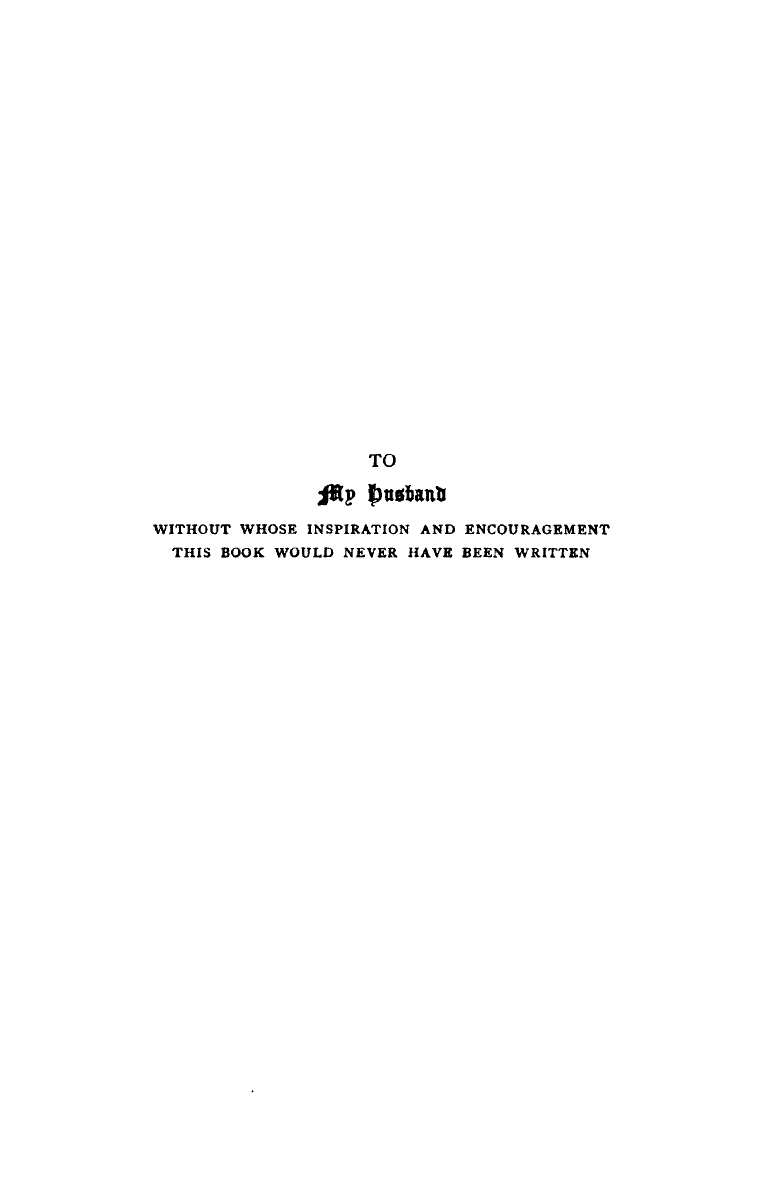 TO
My Husband
WITHOUT WHOSE INSPIRATION AND ENCOURAGEMENT
THIS BOOK WOULD NEVER HAVE BEEN WRITTEN